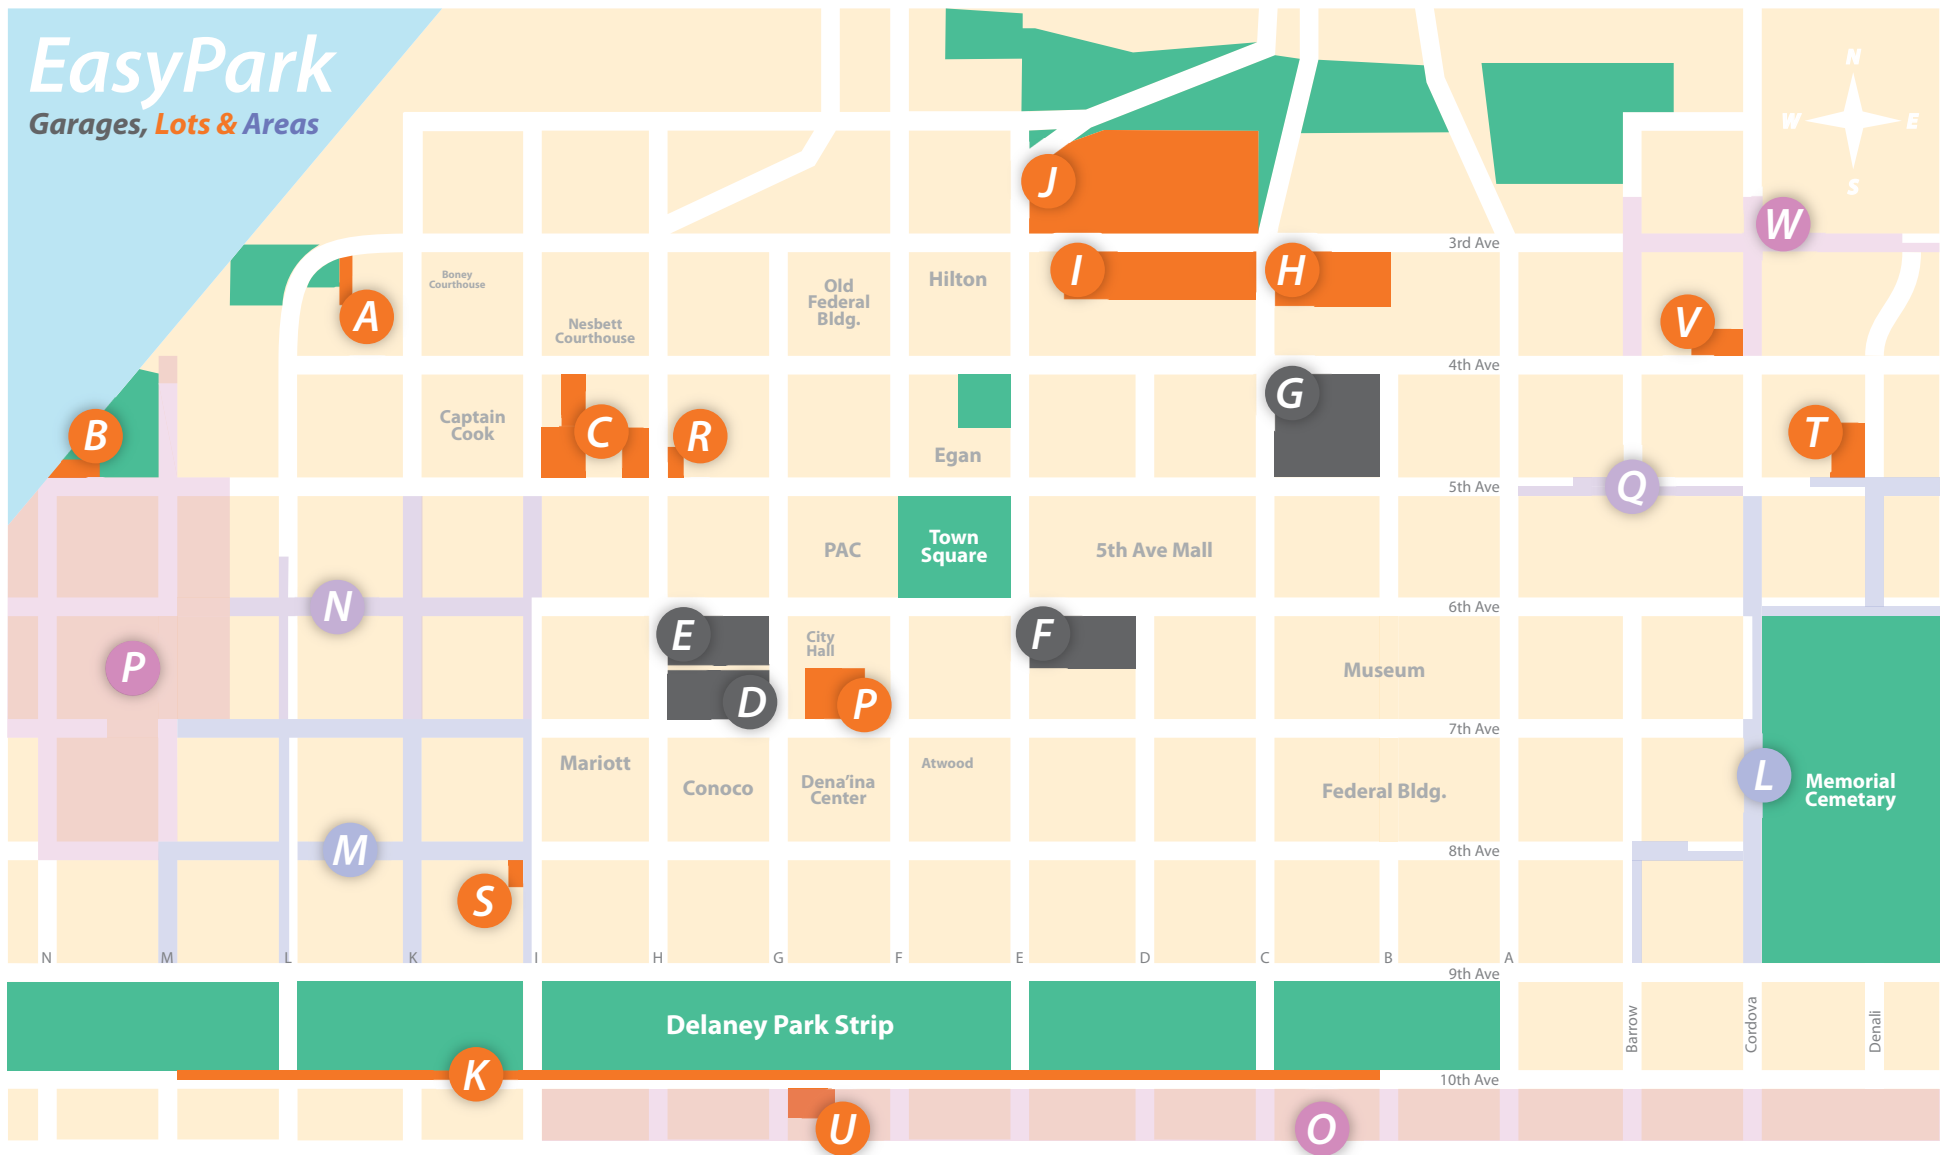 EasyPark
Garages, Lots & Areas
N
W E
S
J
W
3rd Ave
I
H
Boney
Courthouse
Hilton
Old
Federal
Bldg.
A
Nesbett
Courthouse
V
4th Ave
G
Captain
Cook
B
C
R
T
Egan
5th Ave
Q
PAC
Town
Square
5th Ave Mall
N
6th Ave
E
City
Hall
F
P
Museum
D
P
7th Ave
Mariott
Conoco
Dena'ina
Center
Atwood
Federal Bldg.
L
Memorial
Cemetary
M
8th Ave
S
N M L K I H G F E D C B A
9th Ave
Barrow
Cordova
Denali
Delaney Park Strip
K
10th Ave
U
O